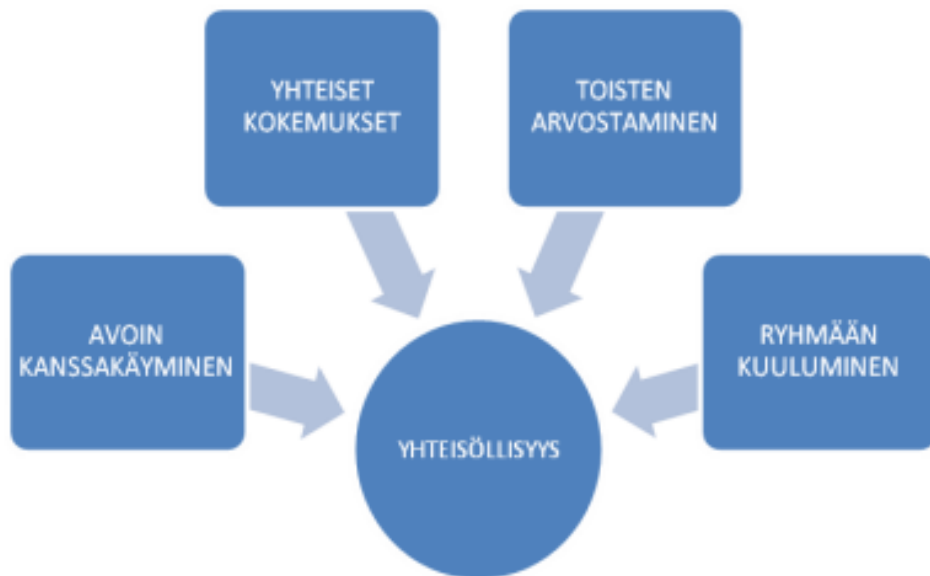 YHTEISET
KOKEMUKSET
TOISTEN
ARVOSTAMINEN
AVOIN
KANSSAKÄYMINEN
RYHMÄÄN
KUULUMINEN
YHTEISÖLLISYYS